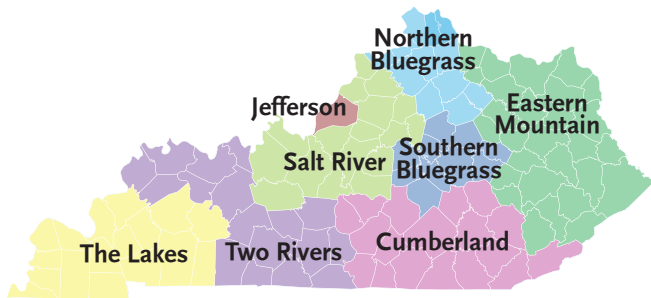 Northern
Bluegrass
Jefferson
Eastern
Mountain
Salt River
Southern
Bluegrass
The Lakes
Two Rivers
Cumberland